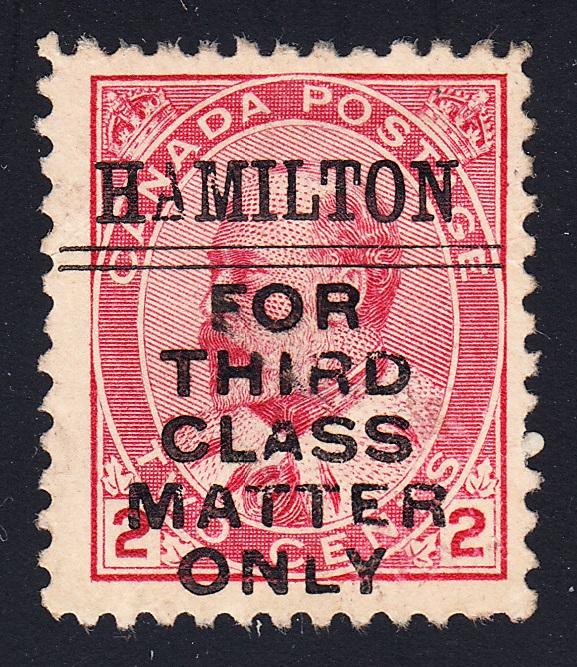 CANADA POSTAGE
HAMILTON
FOR
THIRD
CLASS
MATTER
ONLY
TWO CENTS
2 2